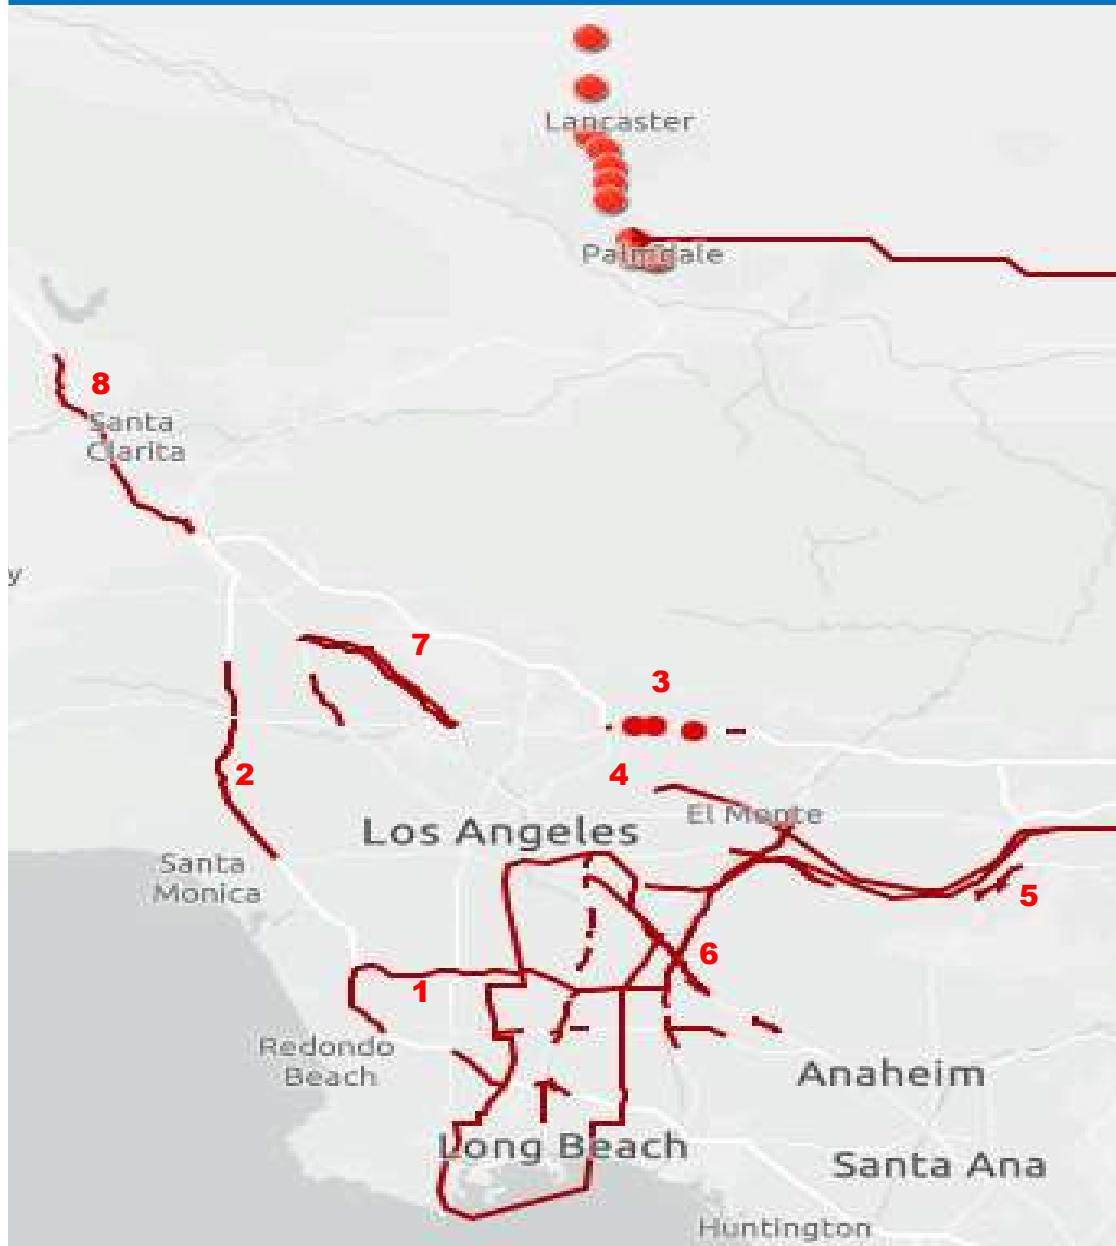 Lancaster
Palmdale
8
Santa
Clarita
y
7
3
2
4
El Monte
Los Angeles
Santa
Monica
5
6
1
Redondo
Beach
Anaheim
Long Beach
Santa Ana
Huntington